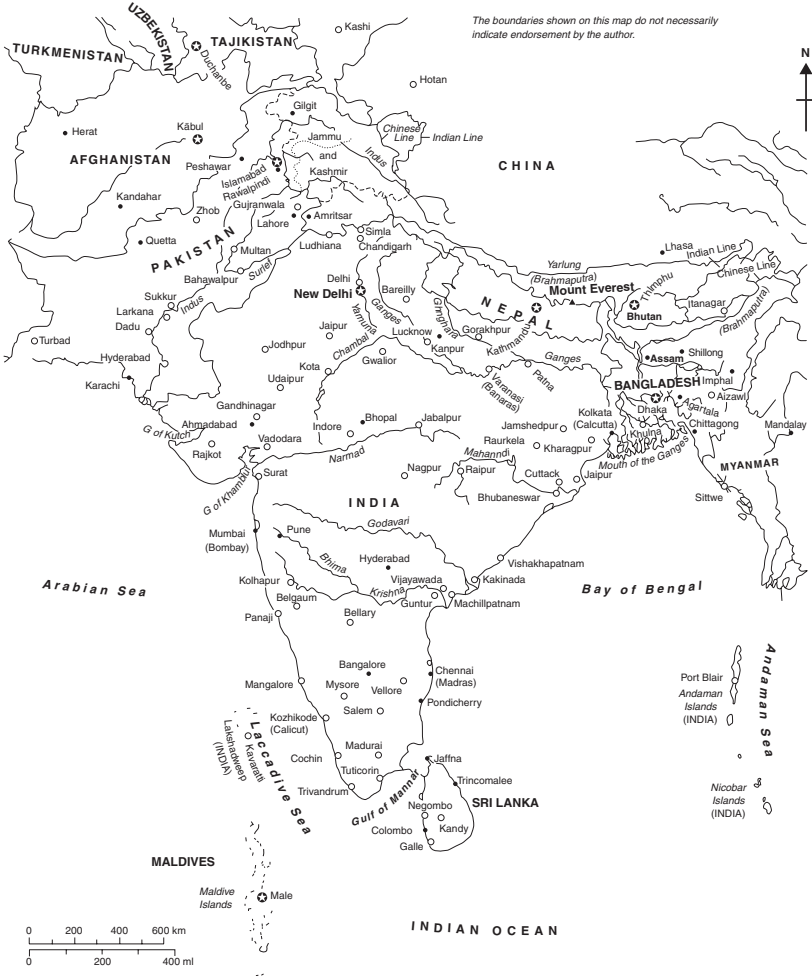 The boundaries shown on this map do not necessarily
indicate endorsement by the author.
N
UZBEKISTAN
TURKMENISTAN
TAJIKISTAN
Duchanbe
Kashi
Hotan
Gilgit
Herat
Kābul
AFGHANISTAN
Peshawar
Islamabad
Rawalpindi
Jammu
and
Kashmir
Indus
Chinese
Line
Indian Line
CHINA
Kandahar
Zhob
Gujranwala
Lahore
Amritsar
Quetta
PAKISTAN
Multan
Ludhiana
Simla
Chandigarh
Bahawalpur
Surlej
Lhasa
Indian Line
Chinese Line
Yarlung
(Brahmaputra)
Delhi
New Delhi
Bareilly
Mount Everest
Thimphu
Bhutan
Itanagar
(Brahmaputra)
Sukkur
Indus
Larkana
Dadu
Yamuna
Ganges
Ghnghara
NEPAL
Turbad
Jaipur
Chambal
Lucknow
Gorakhpur
Kathmandu
Jodhpur
Kanpur
Gwalior
Ganges
Assam
Shillong
Hyderabad
Karachi
Kota
Udaipur
Varanasi
(Banaras)
Patna
BANGLADESH
Imphal
Aizawl
Dhaka
Agartala
Gandhinagar
Ahmadabad
G of Kutch
Rajkot
Vadodara
Indore
Bhopal
Jabalpur
Jamshedpur
Kolkata
(Calcutta)
Khulna
Chittagong
Mandalay
Raurkela
Kharagpur
Mouth of the Ganges
Narmad
Mahanndi
MYANMAR
G of Khambut
Surat
Nagpur
Raipur
Cuttack
Jaipur
Bhubaneswar
Sittwe
INDIA
Godavari
Mumbai
(Bombay)
Pune
Hyderabad
Vishakhapatnam
Bhima
Arabian Sea
Bay of Bengal
Kolhapur
Vijayawada
Kakinada
Belgaum
Krishna
Guntur
Machillpatnam
Panaji
Bellary
Bangalore
Chennai
(Madras)
Mangalore
Mysore
Vellore
Port Blair
Andaman
Islands
(INDIA)
Andaman Sea
Pondicherry
Salem
Kozhikode
(Calicut)
Lakshadweep
(INDIA)
Kavaratti
Laccadive Sea
Cochin
Madurai
Jaffna
Tuticorin
Trincomalee
Trivandrum
Gulf of Mannar
Nicobar
Islands
(INDIA)
Negombo
SRI LANKA
Kandy
Colombo
Galle
MALDIVES
Maldive
Islands
Male
INDIAN OCEAN
0 200 400 600 km
0 200 400 ml